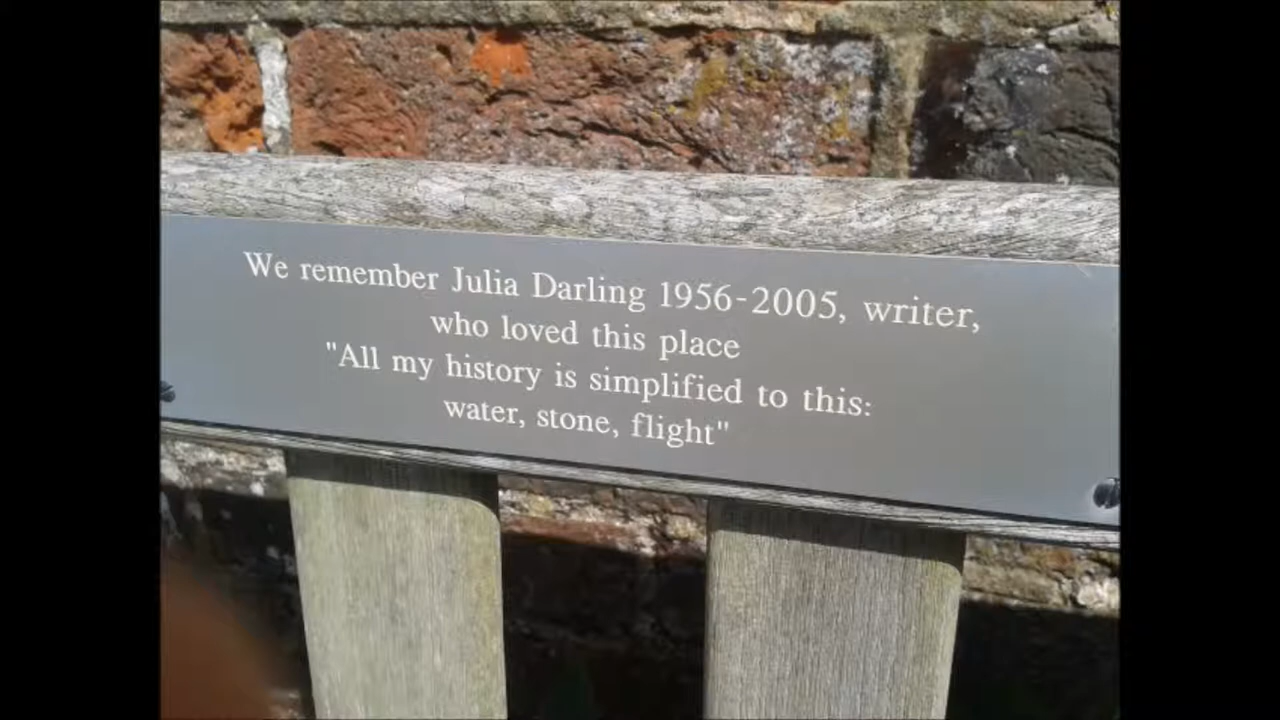 We remember Julia Darling 1956-2005, writer,
who loved this place
"All my history is simplified to this:
water, stone, flight"